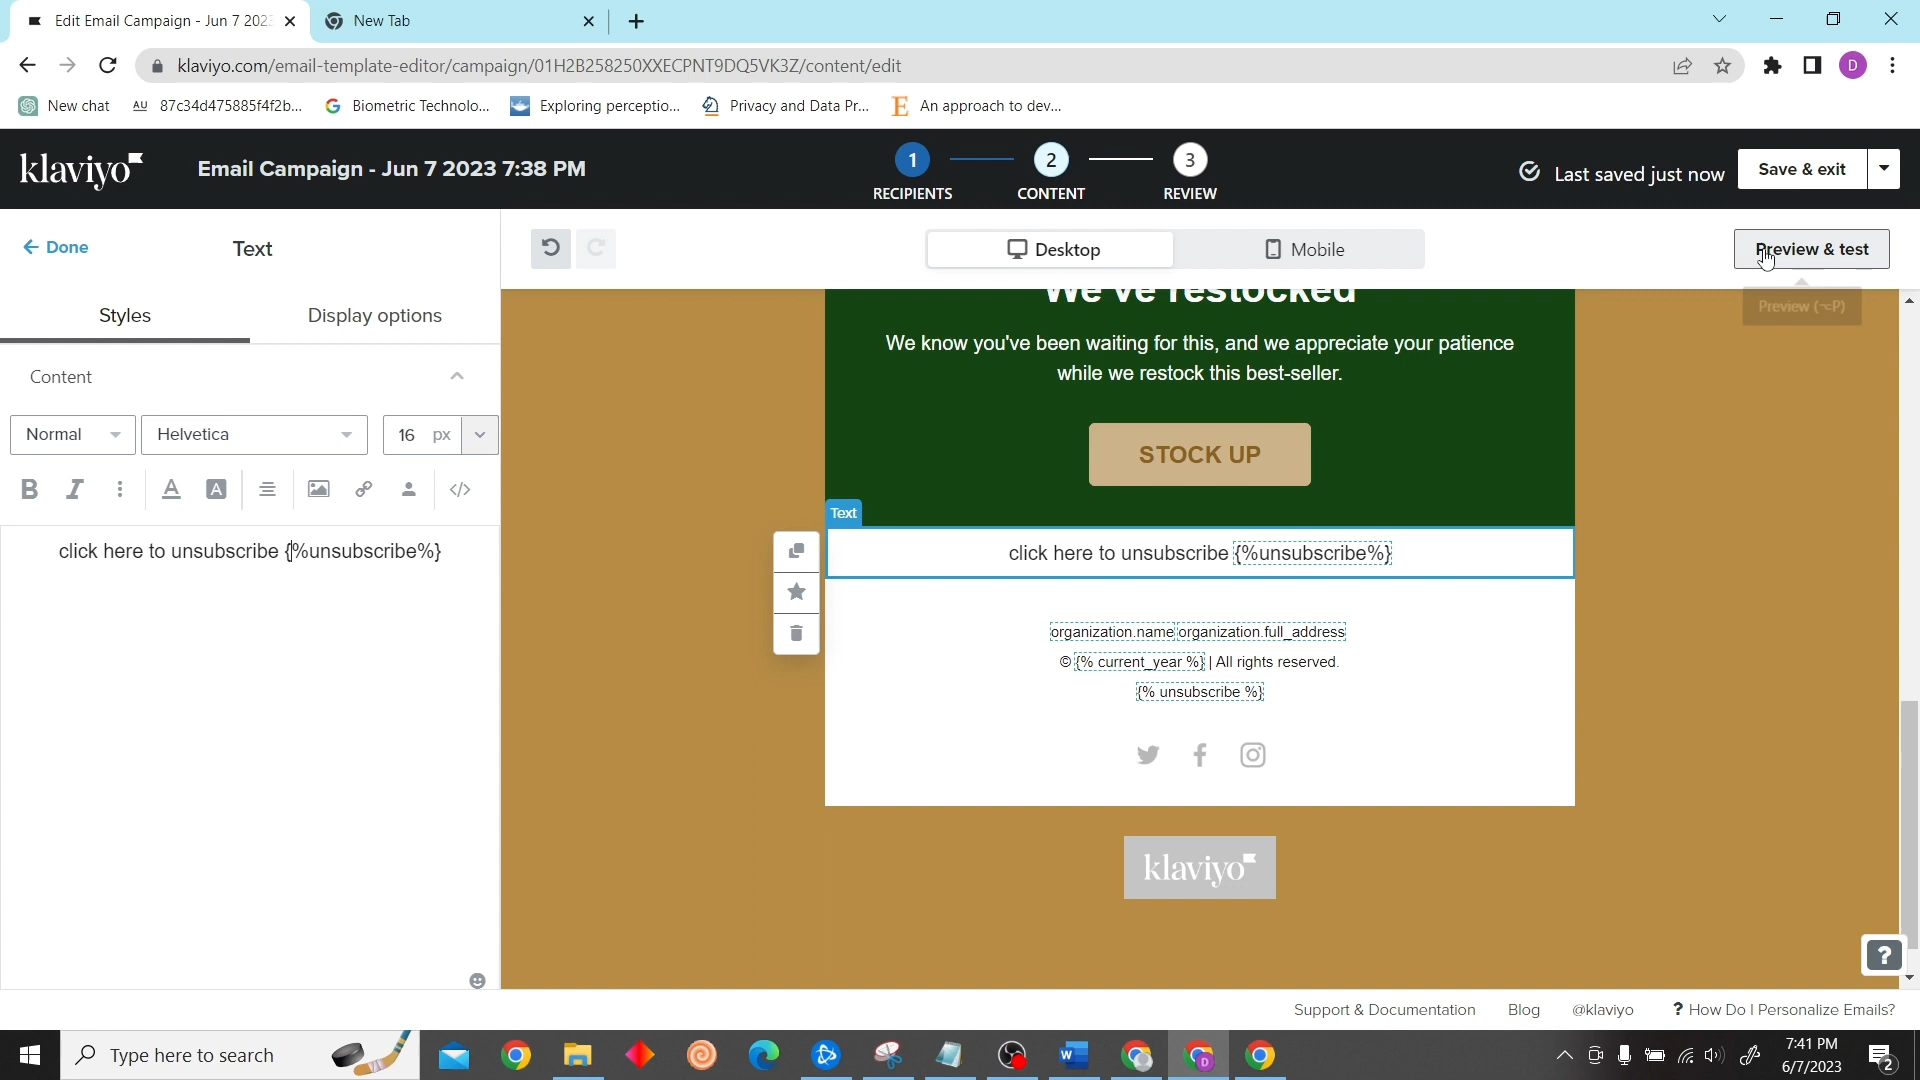 Edit Email Campaign - Jun 7 202
New Tab
klaviyo.com/email-template-editor/campaign/01H2B258250XXECPNT9DQ5VK3Z/content/edit
D
New chat
AU 87c34d475885f4f2b...
Biometric Technolo...
Exploring perceptio...
Privacy and Data Pr...
E An approach to dev...
klaviyo
Email Campaign - Jun 7 2023 7:38 PM
1 2 3
RECIPIENTS CONTENT REVIEW
Last saved just now
Save & exit
Done
Text
Desktop
Mobile
Preview & test
Preview (⌥P)
Styles
Display options
Content
Normal
Helvetica
16 px
B I A A </>
click here to unsubscribe {%unsubscribe%}
We've restocked
We know you've been waiting for this, and we appreciate your patience
while we restock this best-seller.
STOCK UP
Text
click here to unsubscribe {%unsubscribe%}
organization.name organization.full_address
© {% current_year %} | All rights reserved.
{% unsubscribe %}
klaviyo
?
Support & Documentation
Blog
@klaviyo
? How Do I Personalize Emails?
Type here to search
7:41 PM
6/7/2023
2